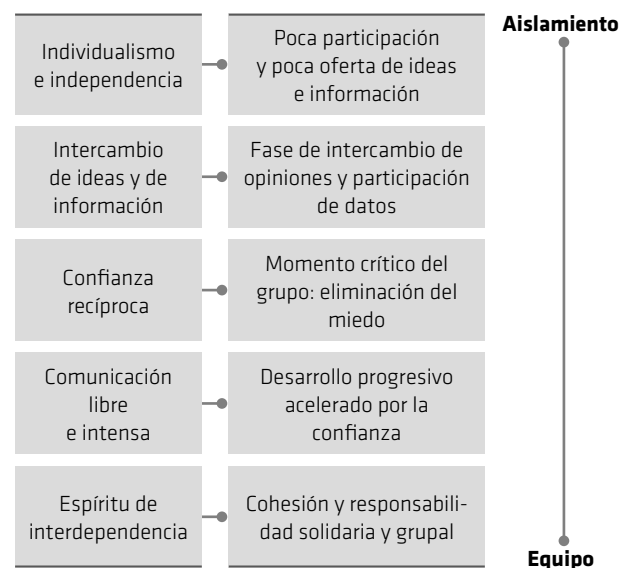 Aislamiento
Individualismo
e independencia
Poca participación
y poca oferta de ideas
e información
Intercambio
de ideas y de
información
Fase de intercambio de
opiniones y participación
de datos
Confianza
recíproca
Momento crítico del
grupo: eliminación del
miedo
Comunicación
libre
e intensa
Desarrollo progresivo
acelerado por la
confianza
Espíritu de
interdependencia
Cohesión y responsabili-
dad solidaria y grupal
Equipo